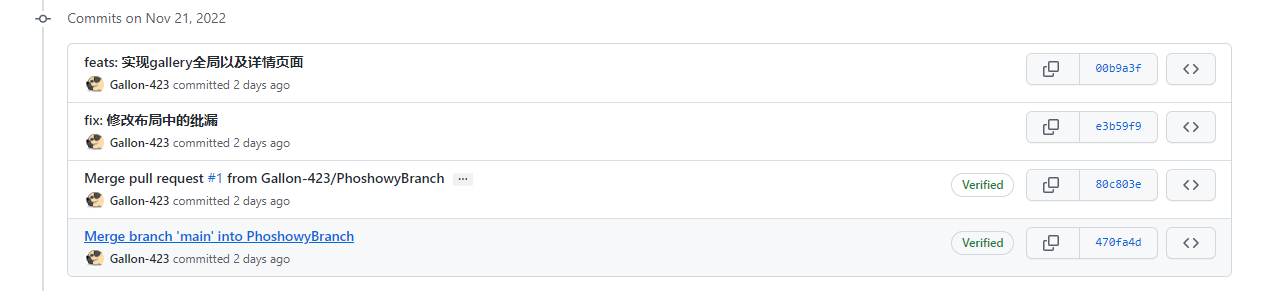 Commits on Nov 21, 2022
feats: 实现gallery全局以及详情页面
Gallon-423 committed 2 days ago
00b9a3f
fix: 修改布局中的纰漏
Gallon-423 committed 2 days ago
e3b59f9
Merge pull request #1 from Gallon-423/PhoshowyBranch ...
Gallon-423 committed 2 days ago
Verified
80c803e
Merge branch 'main' into PhoshowyBranch
Gallon-423 committed 2 days ago
Verified
470fa4d